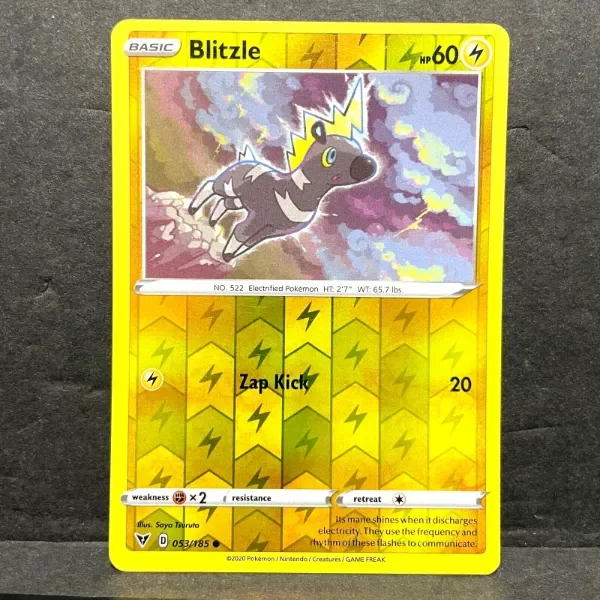 BASIC Blitzle HP60
NO. 522 Electrified Pokémon HT: 2'7" WT: 65.7 lbs.
Zap Kick 20
weakness ×2 resistance retreat
Illus. Saya Tsuruta
Its mane shines when it discharges
electricity. They use the frequency and
rhythm of these flashes to communicate.
D 053/185
©2020 Pokémon / Nintendo / Creatures / GAME FREAK